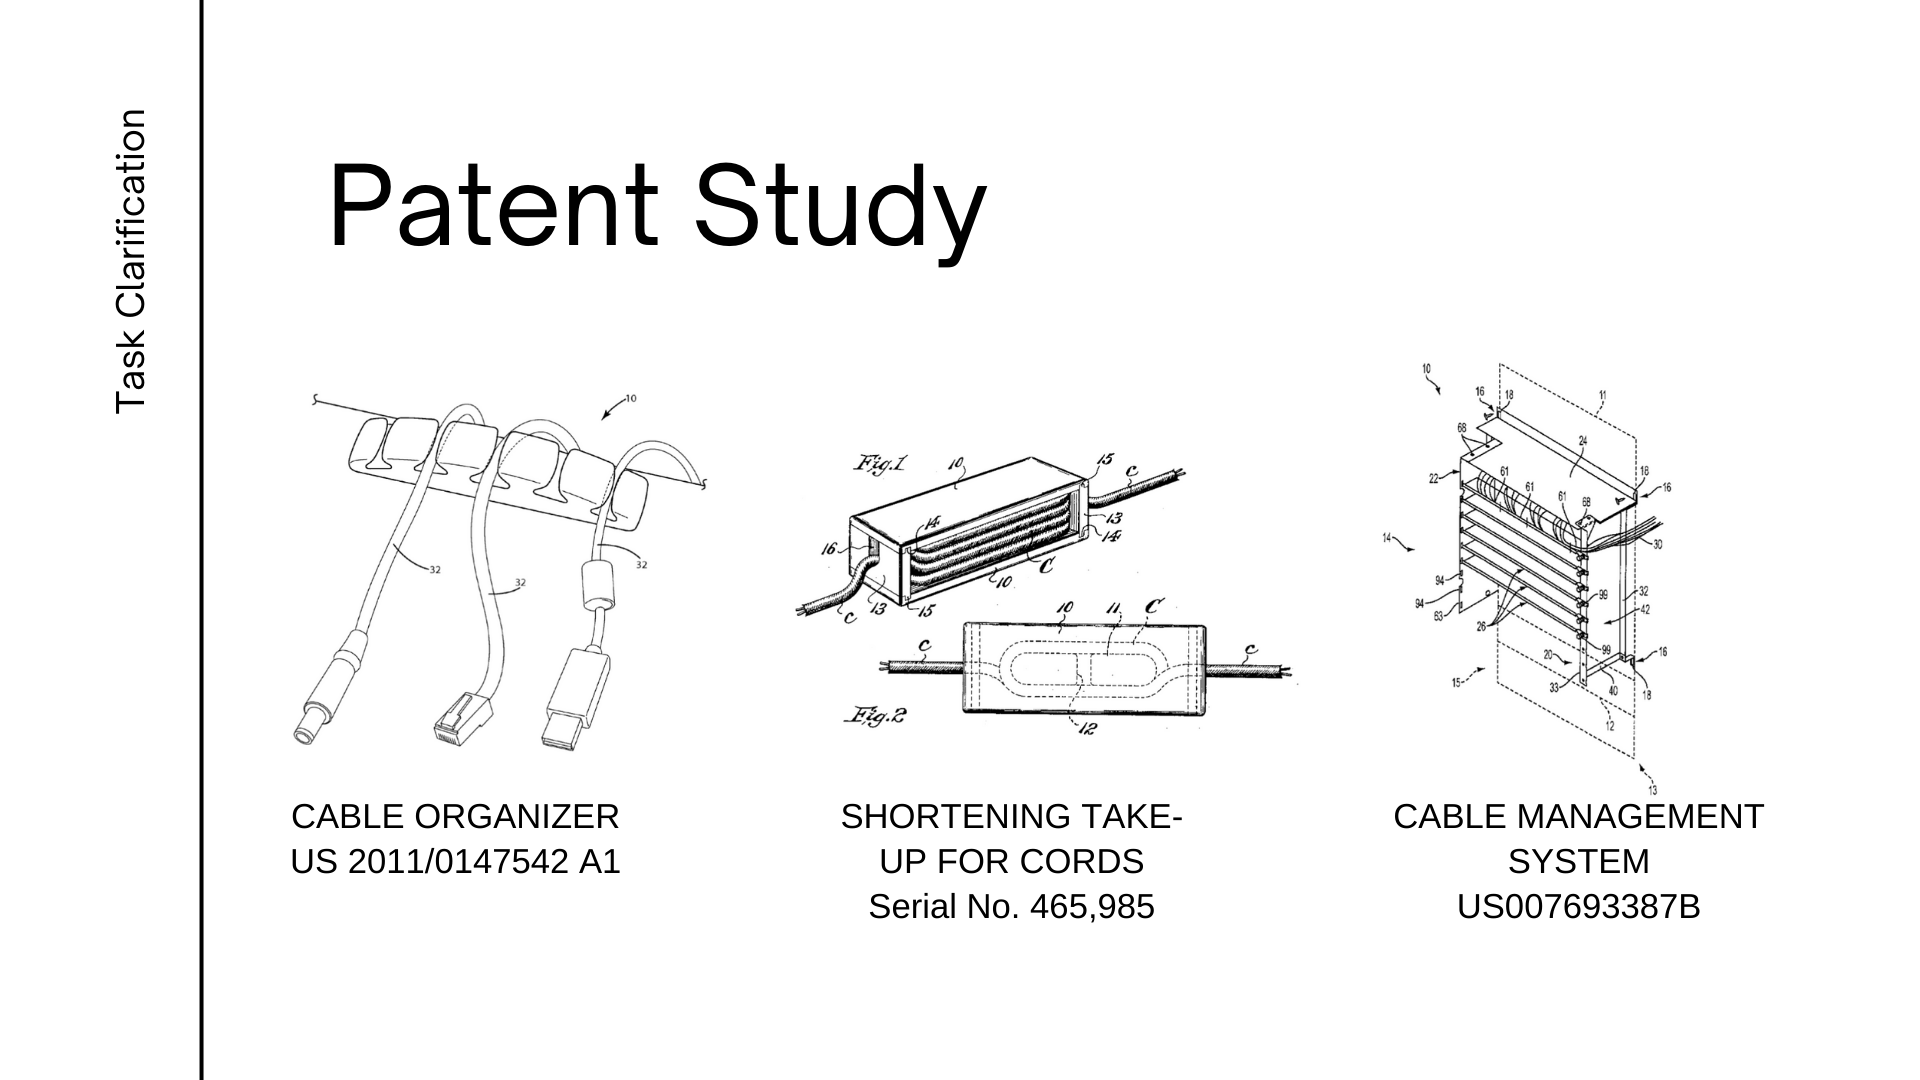 Task Clarification
Patent Study
10
32
32
32
Fig.1
10
15
c
14
13
14
16
C
10
13
15
c
10
11
C
c
c
Fig.2
12
10
16
18
11
68
24
22
61
61
61
68
18
16
14
30
94
94
63
99
32
42
26
99
20
16
15
33
40
18
12
13
CABLE ORGANIZER
US 2011/0147542 A1
SHORTENING TAKE-
UP FOR CORDS
Serial No. 465,985
CABLE MANAGEMENT
SYSTEM
US007693387B